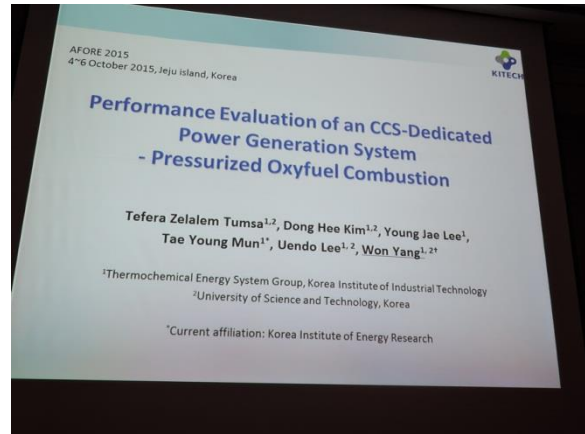 AFORE 2015
4~6 October 2015, Jeju island, Korea
KITECH
Performance Evaluation of an CCS-Dedicated
Power Generation System
- Pressurized Oxyfuel Combustion
Tefera Zelalem Tumsa1,2, Dong Hee Kim1,2, Young Jae Lee1,
Tae Young Mun1*, Uendo Lee1, 2, Won Yang1, 2†
1Thermochemical Energy System Group, Korea Institute of Industrial Technology
2University of Science and Technology, Korea
*Current affiliation: Korea Institute of Energy Research